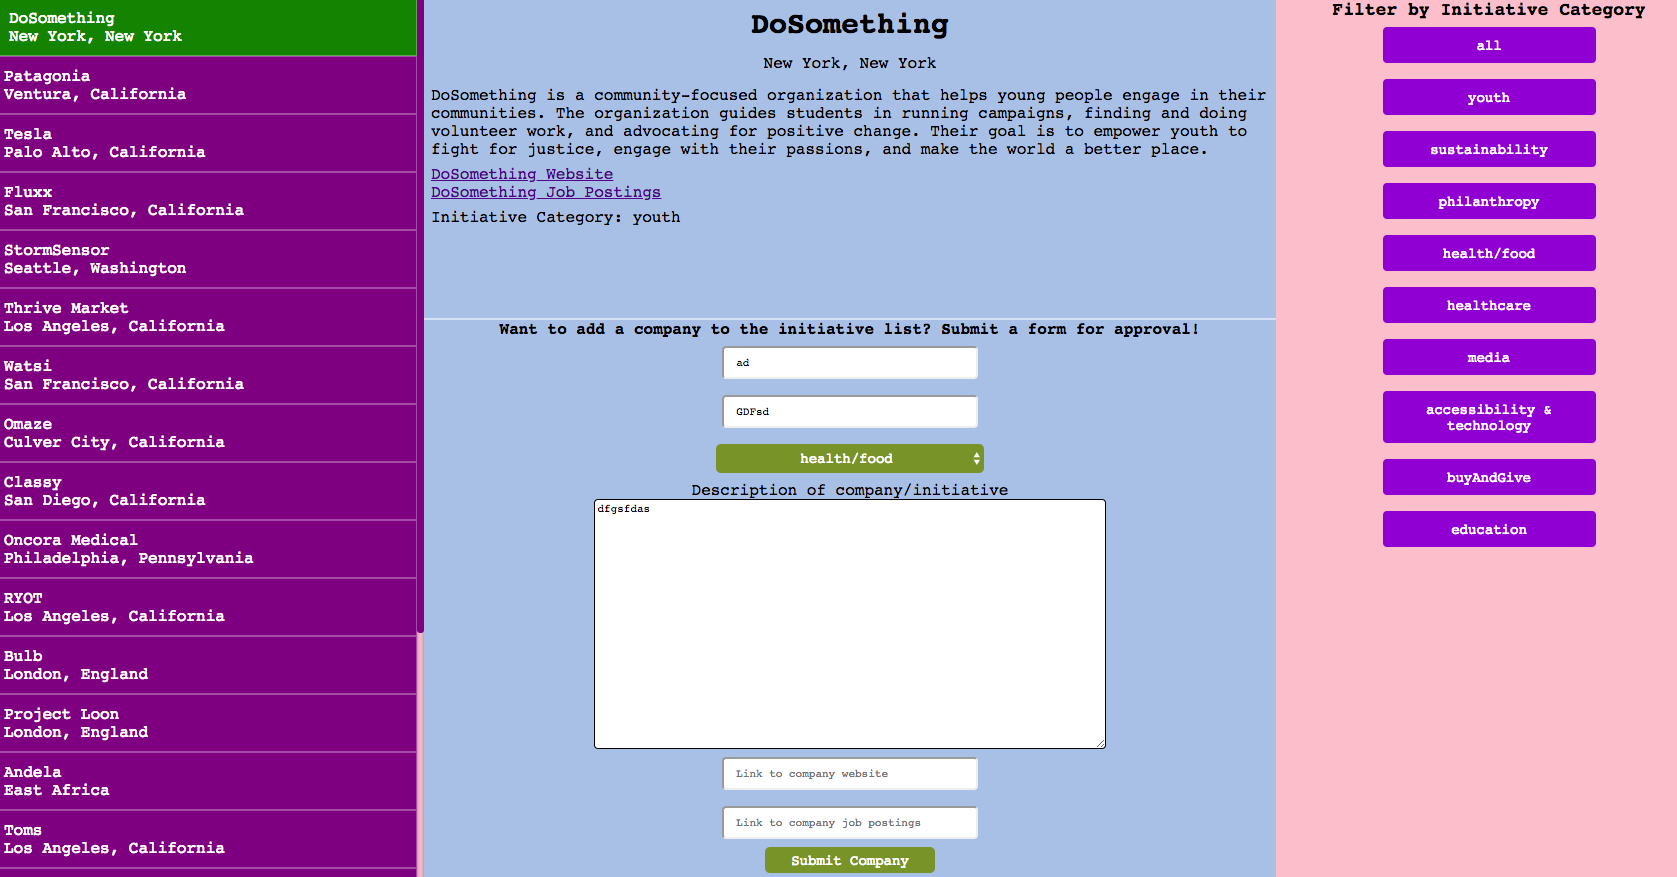 DoSomething
New York, New York
Patagonia
Ventura, California
Tesla
Palo Alto, California
Fluxx
San Francisco, California
StormSensor
Seattle, Washington
Thrive Market
Los Angeles, California
Watsi
San Francisco, California
Omaze
Culver City, California
Classy
San Diego, California
Oncora Medical
Philadelphia, Pennsylvania
RYOT
Los Angeles, California
Bulb
London, England
Project Loon
London, England
Andela
East Africa
Toms
Los Angeles, California
DoSomething
New York, New York
DoSomething is a community-focused organization that helps young people engage in their
communities. The organization guides students in running campaigns, finding and doing
volunteer work, and advocating for positive change. Their goal is to empower youth to
fight for justice, engage with their passions, and make the world a better place.
DoSomething Website
DoSomething Job Postings
Initiative Category: youth
Want to add a company to the initiative list? Submit a form for approval!
ad
GDFsd
health/food
Description of company/initiative
dfgsfdas
Link to company website
Link to company job postings
Submit Company
Filter by Initiative Category
all
youth
sustainability
philanthropy
health/food
healthcare
media
accessibility &
technology
buyAndGive
education